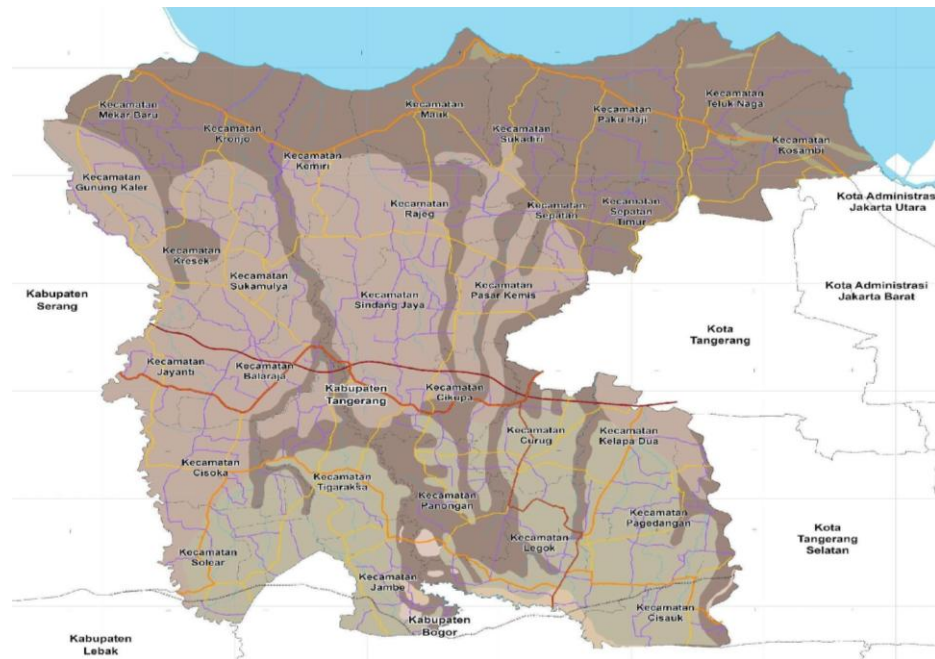 Kecamatan
Mekar Baru
Kecamatan
Kronjo
Kecamatan
Kemiri
Kecamatan
Mauk
Kecamatan
Sukadiri
Kecamatan
Paku Haji
Kecamatan
Teluk Naga
Kecamatan
Kosambi
Kecamatan
Gunung Kaler
Kecamatan
Rajeg
Kecamatan
Sepatan
Kecamatan
Sepatan
Timur
Kota Administrasi
Jakarta Utara
Kecamatan
Kresek
Kecamatan
Sukamulya
Kecamatan
Sindang Jaya
Kecamatan
Pasar Kemis
Kabupaten
Serang
Kota Administrasi
Jakarta Barat
Kota
Tangerang
Kecamatan
Jayanti
Kecamatan
Balaraja
Kabupaten
Tangerang
Kecamatan
Cikupa
Kecamatan
Curug
Kecamatan
Kelapa Dua
Kecamatan
Cisoka
Kecamatan
Tigaraksa
Kecamatan
Panongan
Kecamatan
Pagedangan
Kecamatan
Legok
Kota
Tangerang
Selatan
Kecamatan
Solear
Kecamatan
Jambe
Kecamatan
Cisauk
Kabupaten
Bogor
Kabupaten
Lebak